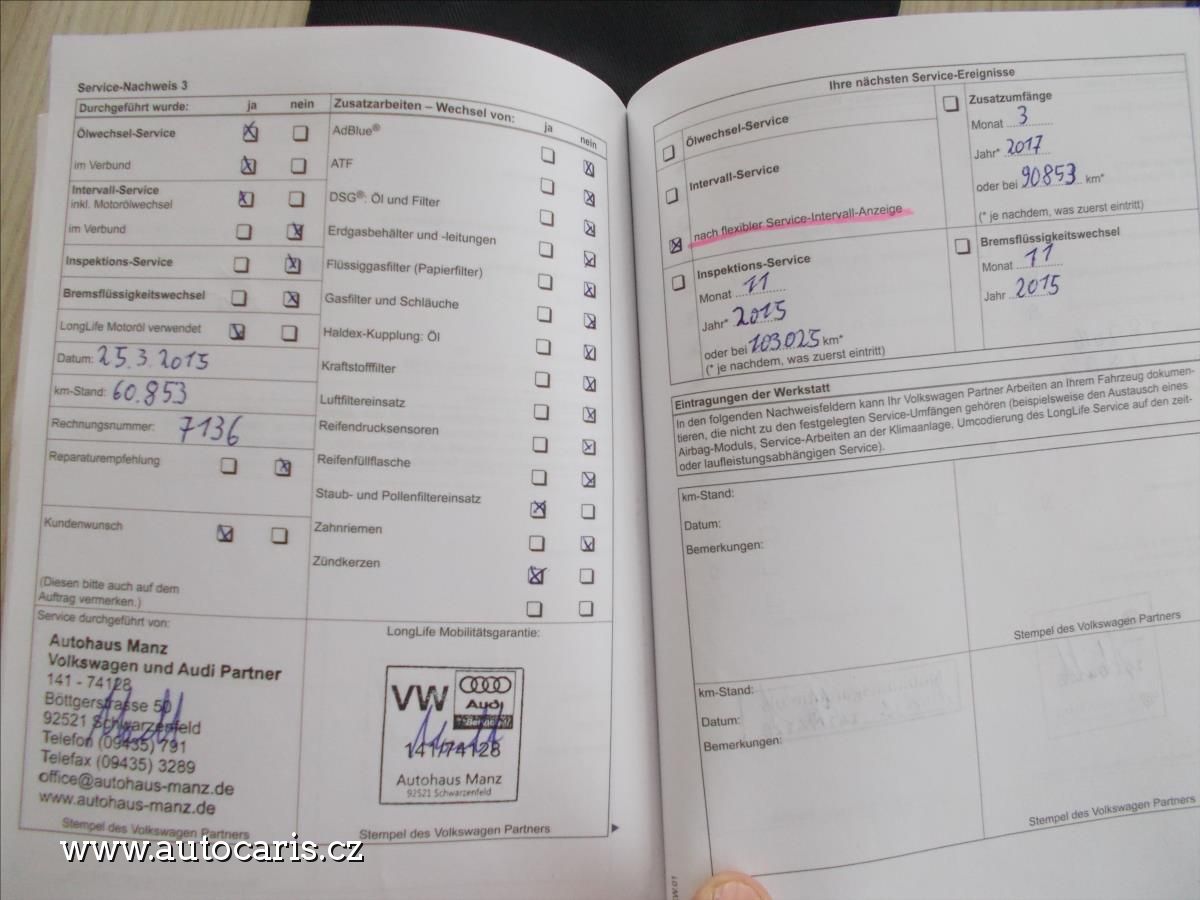 Service-Nachweis 3
Durchgeführt wurde: ja nein
Ölwechsel-Service
im Verbund
Intervall-Service
inkl. Motorölwechsel
im Verbund
Inspektions-Service
Bremsflüssigkeitswechsel
LongLife Motoröl verwendet
Datum: 25.3.2015
km-Stand: 60.853
Rechnungsnummer: 7136
Reparaturempfehlung
Kundenwunsch
(Diesen bitte auch auf dem
Auftrag vermerken.)
Service durchgeführt von:
Autohaus Manz
Volkswagen und Audi Partner
141 - 74128
Böttgerstrasse 50
92521 Schwarzenfeld
Telefon (09435) 791
Telefax (09435) 3289
office@autohaus-manz.de
www.autohaus-manz.de
Stempel des Volkswagen Partners
Zusatzarbeiten – Wechsel von: ja nein
AdBlue®
ATF
DSG®: Öl und Filter
Erdgasbehälter und -leitungen
Flüssiggasfilter (Papierfilter)
Gasfilter und Schläuche
Haldex-Kupplung: Öl
Kraftstofffilter
Luftfiltereinsatz
Reifendrucksensoren
Reifenfüllflasche
Staub- und Pollenfiltereinsatz
Zahnriemen
Zündkerzen
LongLife Mobilitätsgarantie:
VW
Audi
141/74128
Autohaus Manz
92521 Schwarzenfeld
Stempel des Volkswagen Partners
Ihre nächsten Service-Ereignisse
Ölwechsel-Service
Intervall-Service
nach flexibler Service-Intervall-Anzeige
Inspektions-Service
Monat 11
Jahr* 2015
oder bei 103.025 km*
(* je nachdem, was zuerst eintritt)
Zusatzumfänge
Monat 3
Jahr* 2017
oder bei 90853 km*
(* je nachdem, was zuerst eintritt)
Bremsflüssigkeitswechsel
Monat 11
Jahr 2015
Eintragungen der Werkstatt
In den folgenden Nachweisfeldern kann Ihr Volkswagen Partner Arbeiten an Ihrem Fahrzeug dokumen-
tieren, die nicht zu den festgelegten Service-Umfängen gehören (beispielsweise den Austausch eines
Airbag-Moduls, Service-Arbeiten an der Klimaanlage, Umcodierung des LongLife Service auf den zeit-
oder laufleistungsabhängigen Service).
km-Stand:
Datum:
Bemerkungen:
Stempel des Volkswagen Partners
km-Stand:
Datum:
Bemerkungen:
Stempel des Volkswagen Partners
www.autocaris.cz